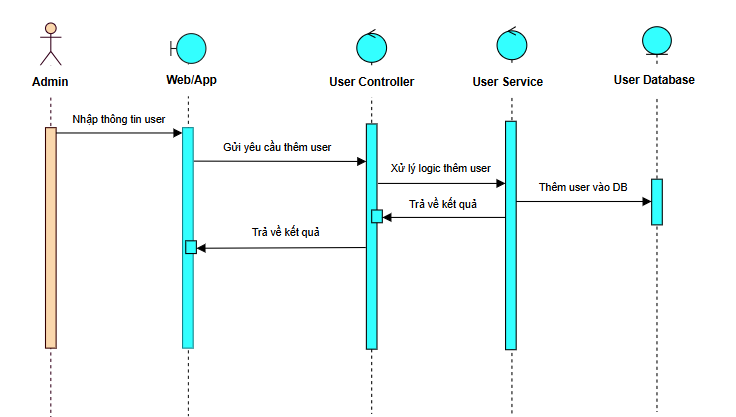 Admin
Web/App
User Controller
User Service
User Database
Nhập thông tin user
Gửi yêu cầu thêm user
Xử lý logic thêm user
Thêm user vào DB
Trả về kết quả
Trả về kết quả